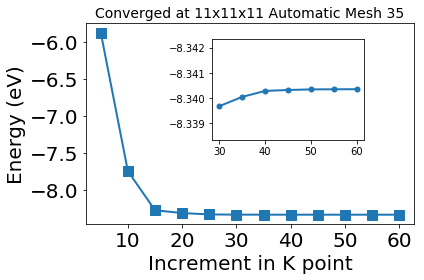 Converged at 11x11x11 Automatic Mesh 35
Energy (eV)
−6.0
−6.5
−7.0
−7.5
−8.0
−8.342
−8.341
−8.340
−8.339
30 40 50 60
10 20 30 40 50 60
Increment in K point